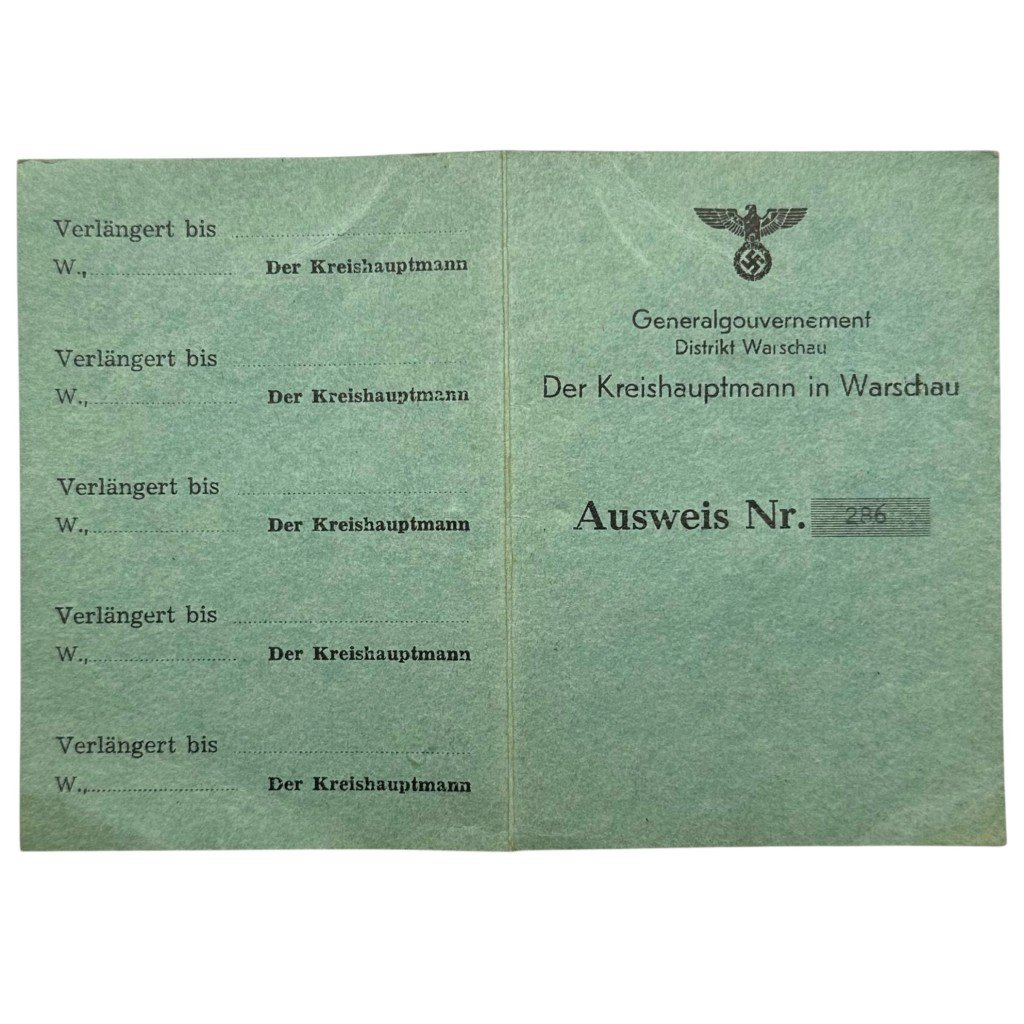 Verlängert bis
W., Der Kreishauptmann
Verlängert bis
W., Der Kreishauptmann
Verlängert bis
W., Der Kreishauptmann
Verlängert bis
W., Der Kreishauptmann
Verlängert bis
W., Der Kreishauptmann
Generalgouvernement
Distrikt Warschau
Der Kreishauptmann in Warschau
Ausweis Nr. 286